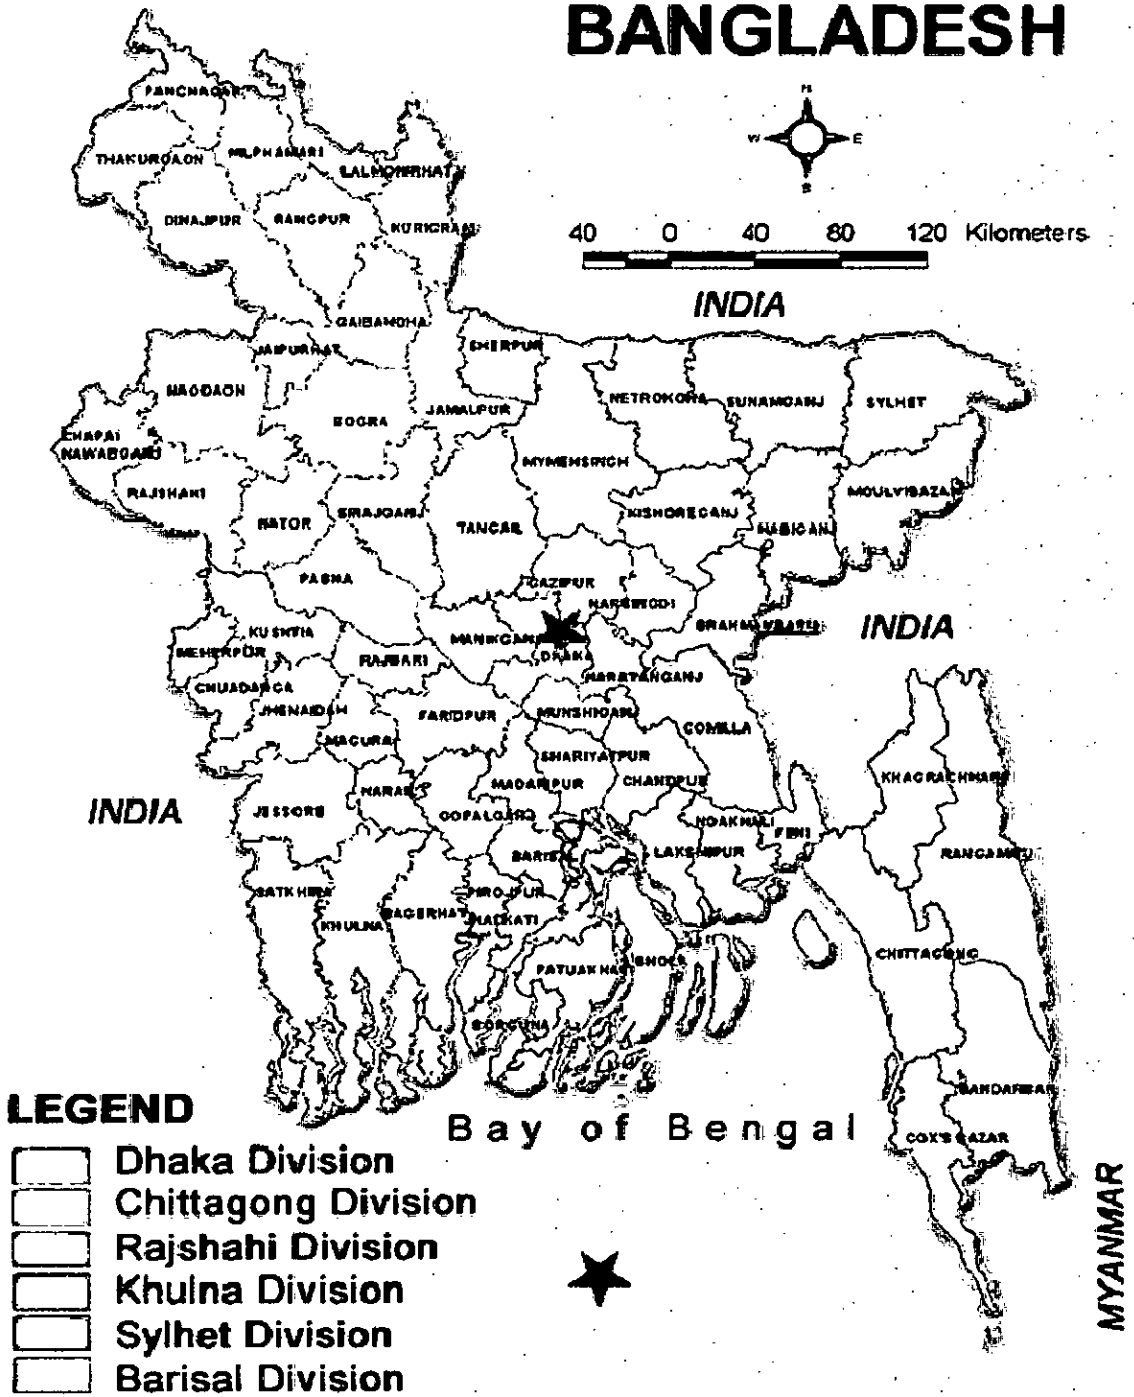 BANGLADESH
N
W E
S
40 0 40 80 120 Kilometers
PANCHAGAR
THAKURGAON
NILPHAMARI
LALMONIRHAT
DINAJPUR
RANGPUR
KURIGRAM
INDIA
GAIBANDHA
JAIPURHAT
SHERPUR
NAOGAON
BOGRA
JAMALPUR
NETROKONA
SUNAMGANJ
SYLHET
CHAPAI
NAWABGANJ
MYMENSINGH
RAJSHAHI
NATOR
SIRAJGANJ
TANGAIL
KISHOREGANJ
HABIGANJ
MOULVIBAZAR
PABNA
GAZIPUR
NARSINGDI
KUSHTIA
MANIKGANJ
DHAKA
INDIA
MEHERPUR
RAJBARI
NARAYANGANJ
CHUADANGA
JHENAIDAH
FARIDPUR
MUNSHIGANJ
COMILLA
MAGURA
SHARIYATPUR
MADARIPUR
CHANDPUR
KHAGRACHHARI
NARAIL
INDIA
JESSORE
GOPALGANJ
NOAKHALI
FENI
BARISAL
LAKSHIPUR
RANGAMATI
SATKHIRA
PIROJPUR
KHULNA
BAGERHAT
CHITTAGONG
PATUAKHALI
BHOLA
BORGUNA
BANDARBAN
COX'S BAZAR
Bay of Bengal
MYANMAR
LEGEND
Dhaka Division
Chittagong Division
Rajshahi Division
Khulna Division
Sylhet Division
Barisal Division